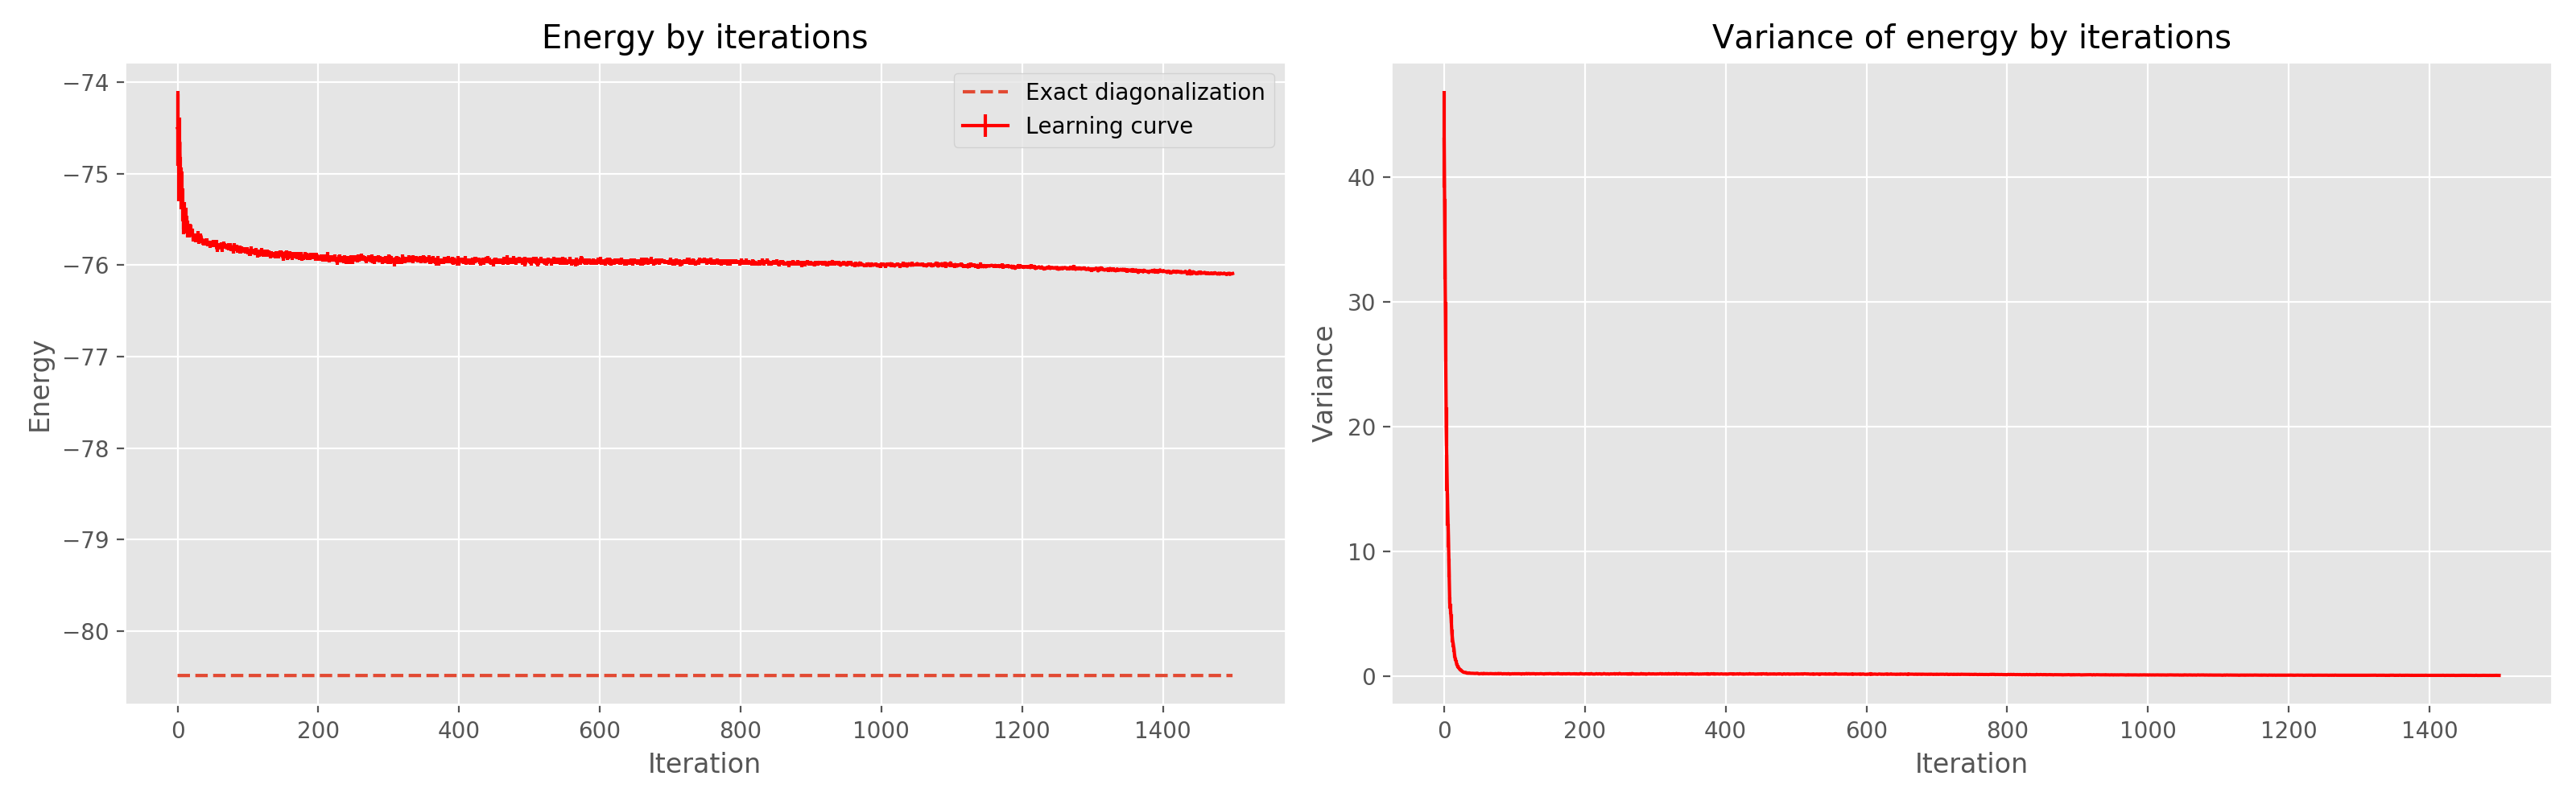 Energy by iterations
−74
−75
−76
−77
−78
−79
−80
Energy
0 200 400 600 800 1000 1200 1400
Iteration
Exact diagonalization
Learning curve
Variance of energy by iterations
40
30
20
10
0
Variance
0 200 400 600 800 1000 1200 1400
Iteration